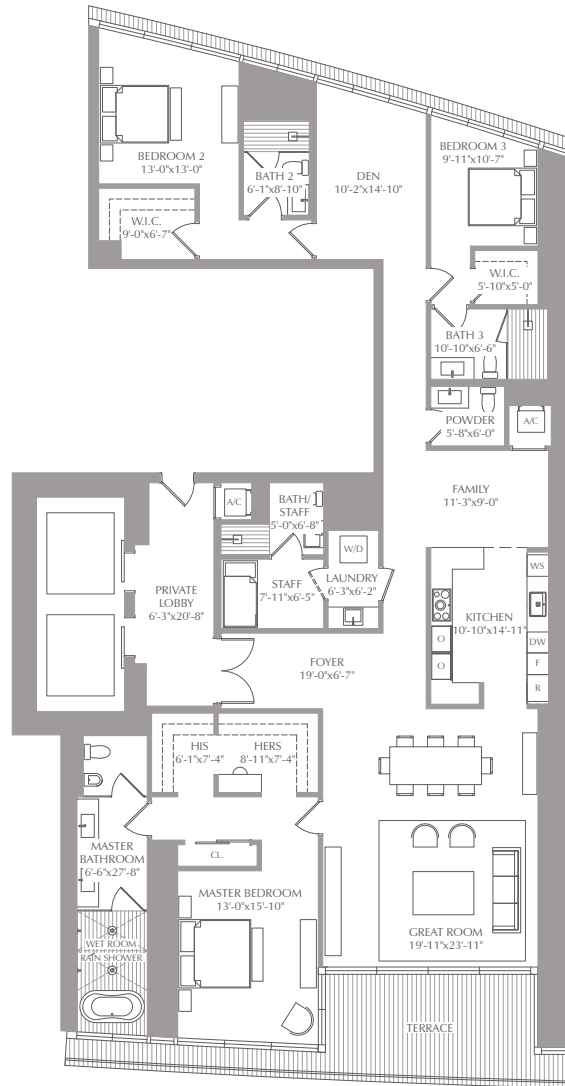 BEDROOM 2
13'-0"x13'-0"
BATH 2
6'-1"x8'-10"
DEN
10'-2"x14'-10"
BEDROOM 3
9'-11"x10'-7"
W.I.C.
9'-0"x6'-7"
W.I.C.
5'-10"x5'-0"
BATH 3
10'-10"x6'-6"
POWDER
5'-8"x6'-0"
A/C
FAMILY
11'-3"x9'-0"
A/C
BATH/
STAFF
5'-0"x6'-8"
W/D
STAFF
7'-11"x6'-5"
LAUNDRY
6'-3"x6'-2"
PRIVATE
LOBBY
6'-3"x20'-8"
WS
KITCHEN
10'-10"x14'-11"
O
O
DW
F
R
FOYER
19'-0"x6'-7"
HIS
6'-1"x7'-4"
HERS
8'-11"x7'-4"
MASTER
BATHROOM
6'-6"x27'-8"
CL.
MASTER BEDROOM
13'-0"x15'-10"
WET ROOM
RAIN SHOWER
GREAT ROOM
19'-11"x23'-11"
TERRACE